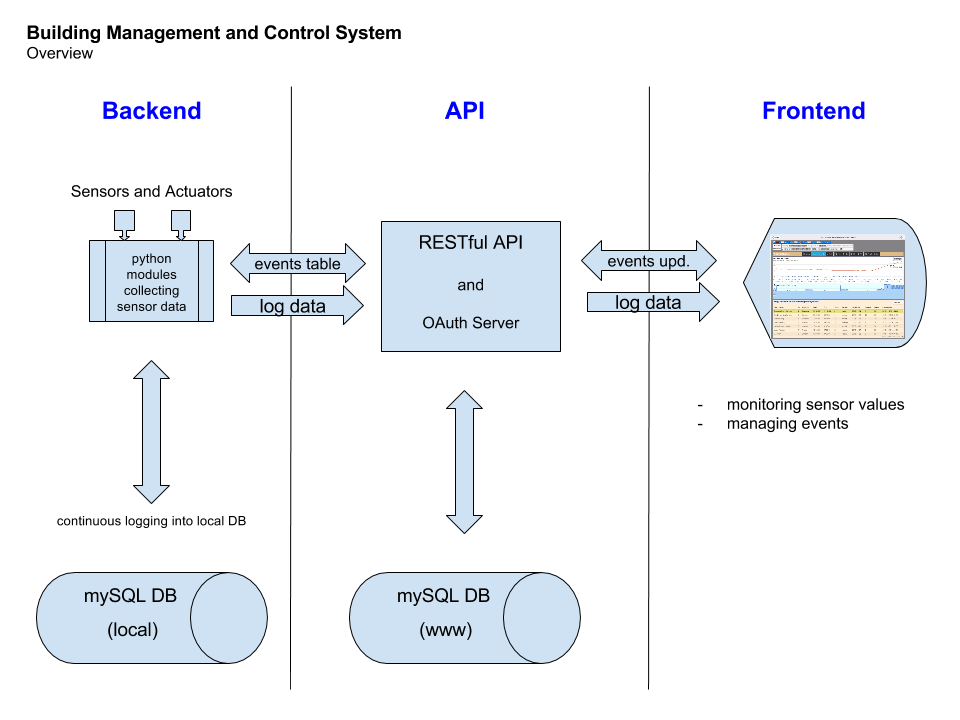 Building Management and Control System
Overview
Backend
API
Frontend
Sensors and Actuators
python
modules
collecting
sensor data
events table
log data
RESTful API
and
OAuth Server
events upd.
log data
- monitoring sensor values
- managing events
continuous logging into local DB
mySQL DB
(local)
mySQL DB
(www)